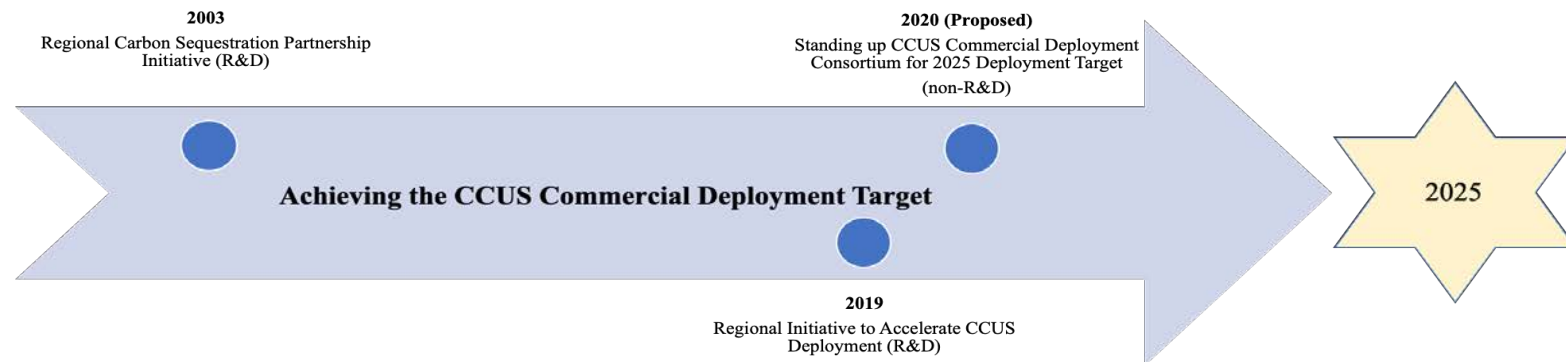 2003
Regional Carbon Sequestration Partnership
Initiative (R&D)
2020 (Proposed)
Standing up CCUS Commercial Deployment
Consortium for 2025 Deployment Target
(non-R&D)
Achieving the CCUS Commercial Deployment Target
2025
2019
Regional Initiative to Accelerate CCUS
Deployment (R&D)